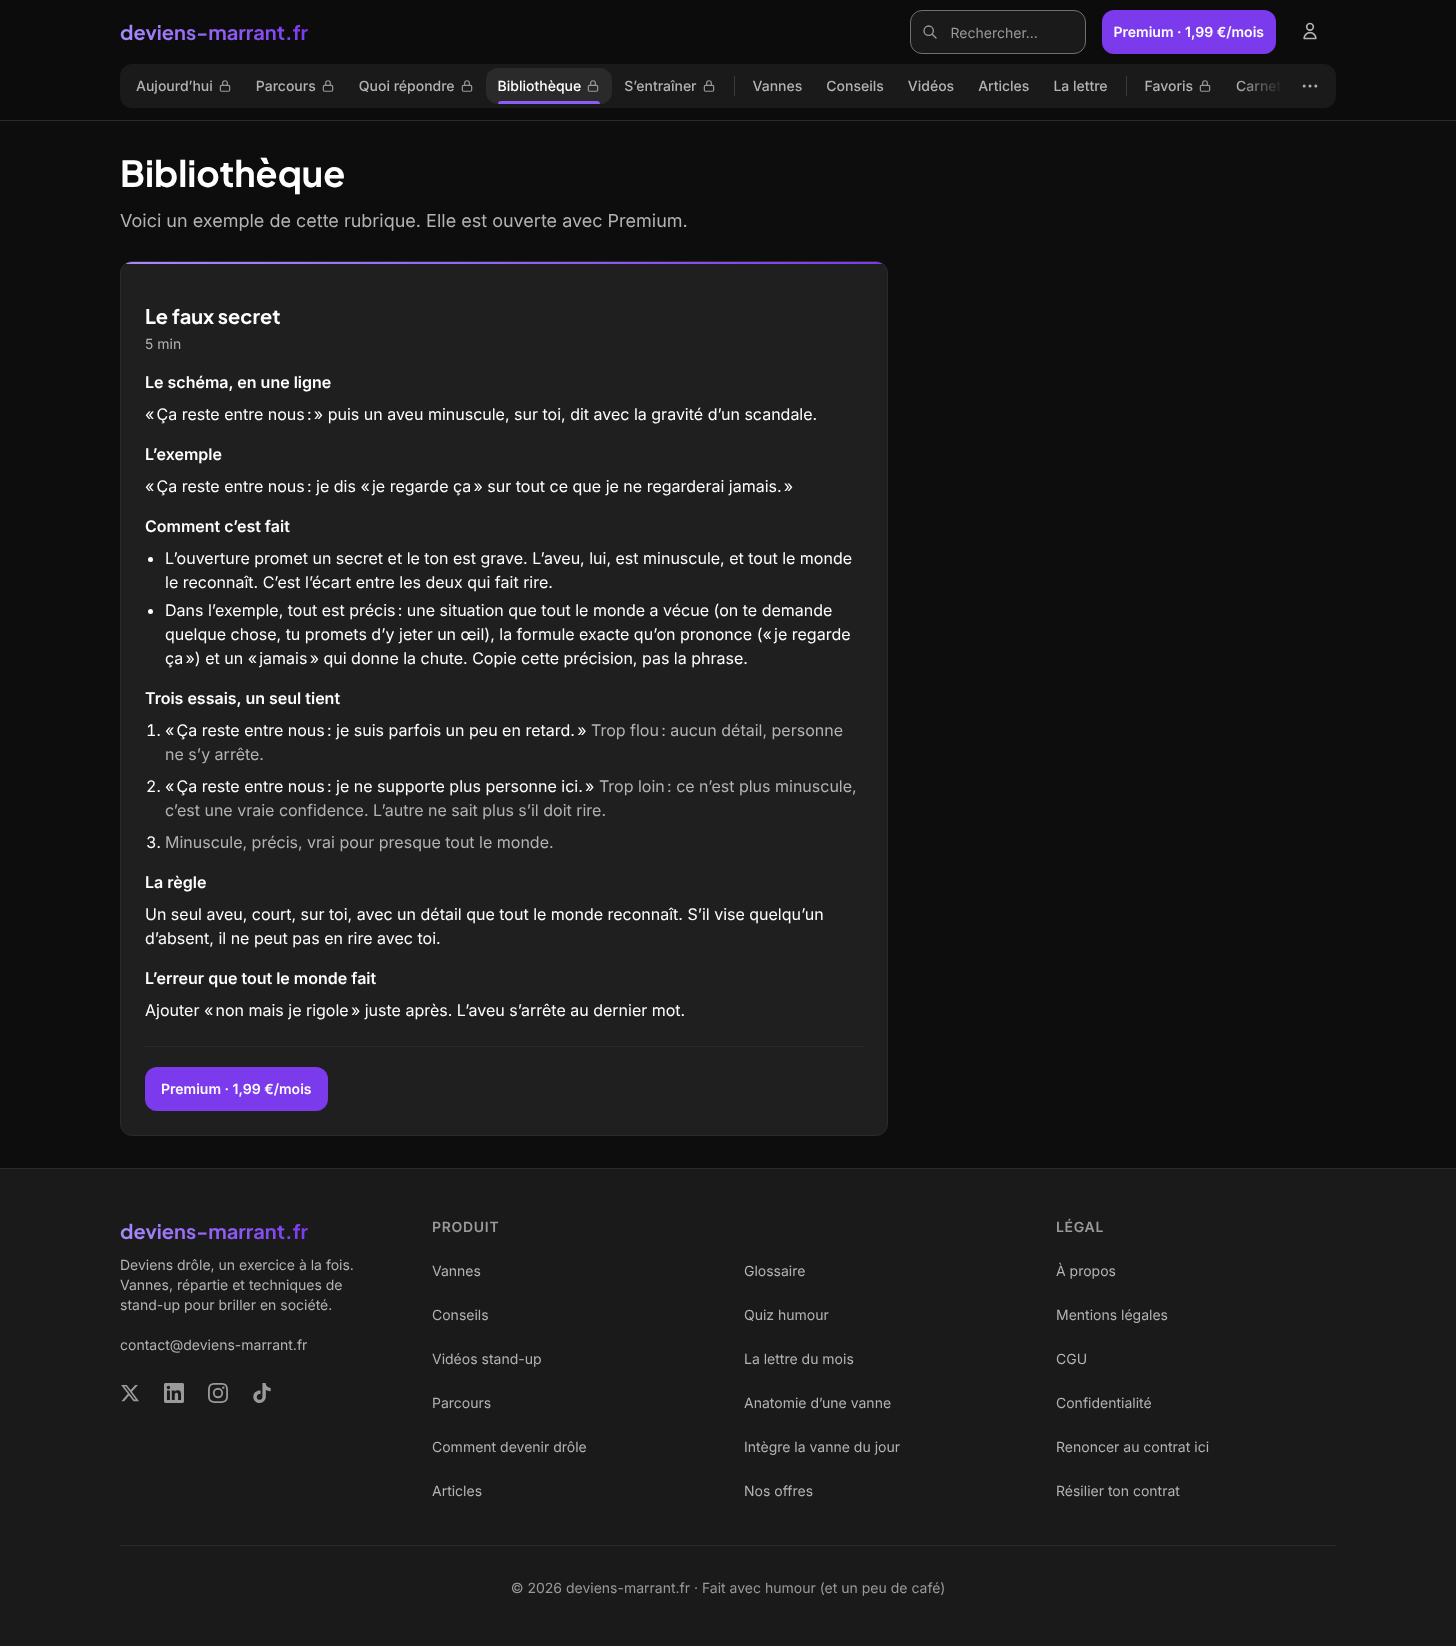 deviens-marrant.fr
Rechercher...
Premium · 1,99 €/mois
Aujourd’hui
Parcours
Quoi répondre
Bibliothèque
S’entraîner
Vannes
Conseils
Vidéos
Articles
La lettre
Favoris
Carnet
Bibliothèque
Voici un exemple de cette rubrique. Elle est ouverte avec Premium.
Le faux secret
5 min
Le schéma, en une ligne
« Ça reste entre nous : » puis un aveu minuscule, sur toi, dit avec la gravité d’un scandale.
L’exemple
« Ça reste entre nous : je dis « je regarde ça » sur tout ce que je ne regarderai jamais. »
Comment c’est fait
• L’ouverture promet un secret et le ton est grave. L’aveu, lui, est minuscule, et tout le monde
le reconnaît. C’est l’écart entre les deux qui fait rire.
• Dans l’exemple, tout est précis : une situation que tout le monde a vécue (on te demande
quelque chose, tu promets d’y jeter un œil), la formule exacte qu’on prononce (« je regarde
ça ») et un « jamais » qui donne la chute. Copie cette précision, pas la phrase.
Trois essais, un seul tient
1. « Ça reste entre nous : je suis parfois un peu en retard. » Trop flou : aucun détail, personne
ne s’y arrête.
2. « Ça reste entre nous : je ne supporte plus personne ici. » Trop loin : ce n’est plus minuscule,
c’est une vraie confidence. L’autre ne sait plus s’il doit rire.
3. Minuscule, précis, vrai pour presque tout le monde.
La règle
Un seul aveu, court, sur toi, avec un détail que tout le monde reconnaît. S’il vise quelqu’un
d’absent, il ne peut pas en rire avec toi.
L’erreur que tout le monde fait
Ajouter « non mais je rigole » juste après. L’aveu s’arrête au dernier mot.
Premium · 1,99 €/mois
deviens-marrant.fr
Deviens drôle, un exercice à la fois.
Vannes, répartie et techniques de
stand-up pour briller en société.
contact@deviens-marrant.fr
PRODUIT
Vannes
Conseils
Vidéos stand-up
Parcours
Comment devenir drôle
Articles
Glossaire
Quiz humour
La lettre du mois
Anatomie d’une vanne
Intègre la vanne du jour
Nos offres
LÉGAL
À propos
Mentions légales
CGU
Confidentialité
Renoncer au contrat ici
Résilier ton contrat
© 2026 deviens-marrant.fr · Fait avec humour (et un peu de café)